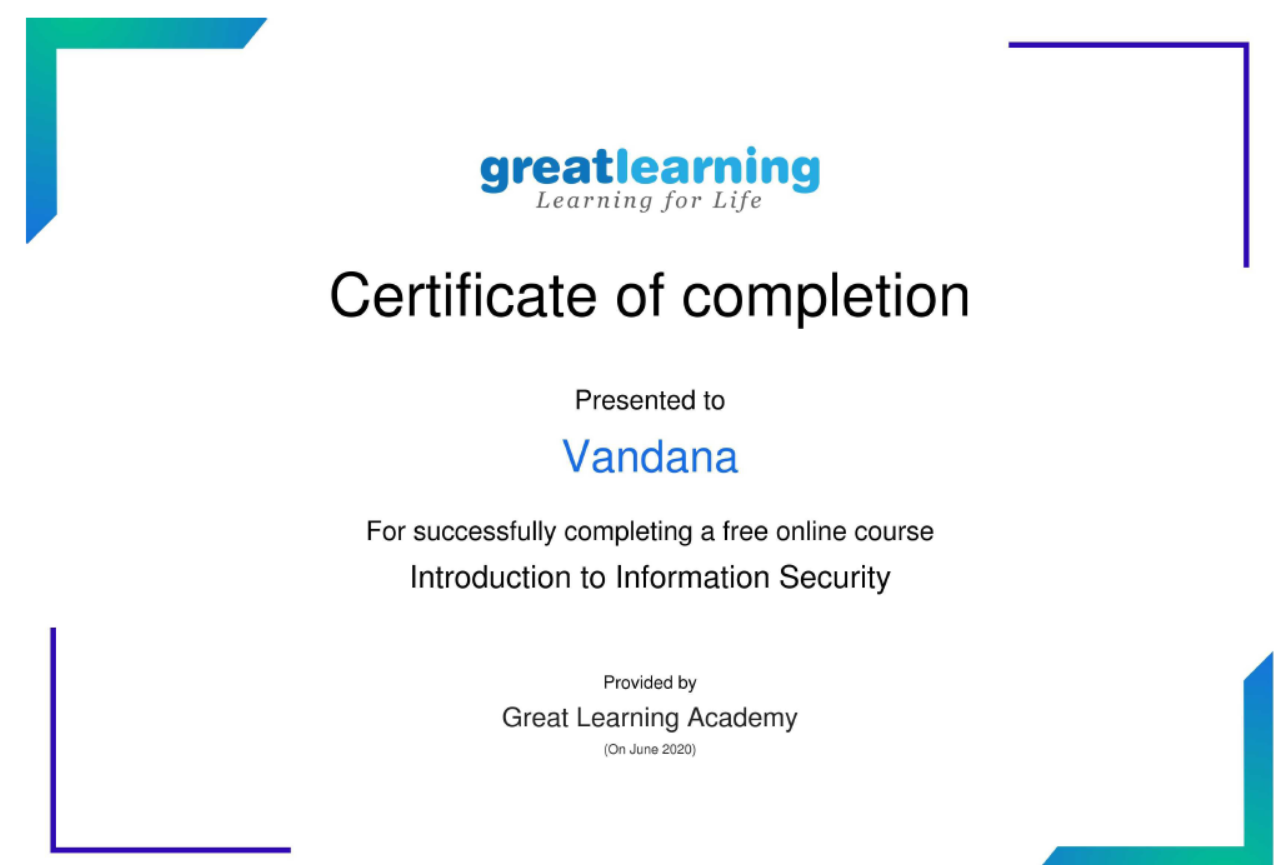 greatlearning
Learning for Life
Certificate of completion
Presented to
Vandana
For successfully completing a free online course
Introduction to Information Security
Provided by
Great Learning Academy
(On June 2020)